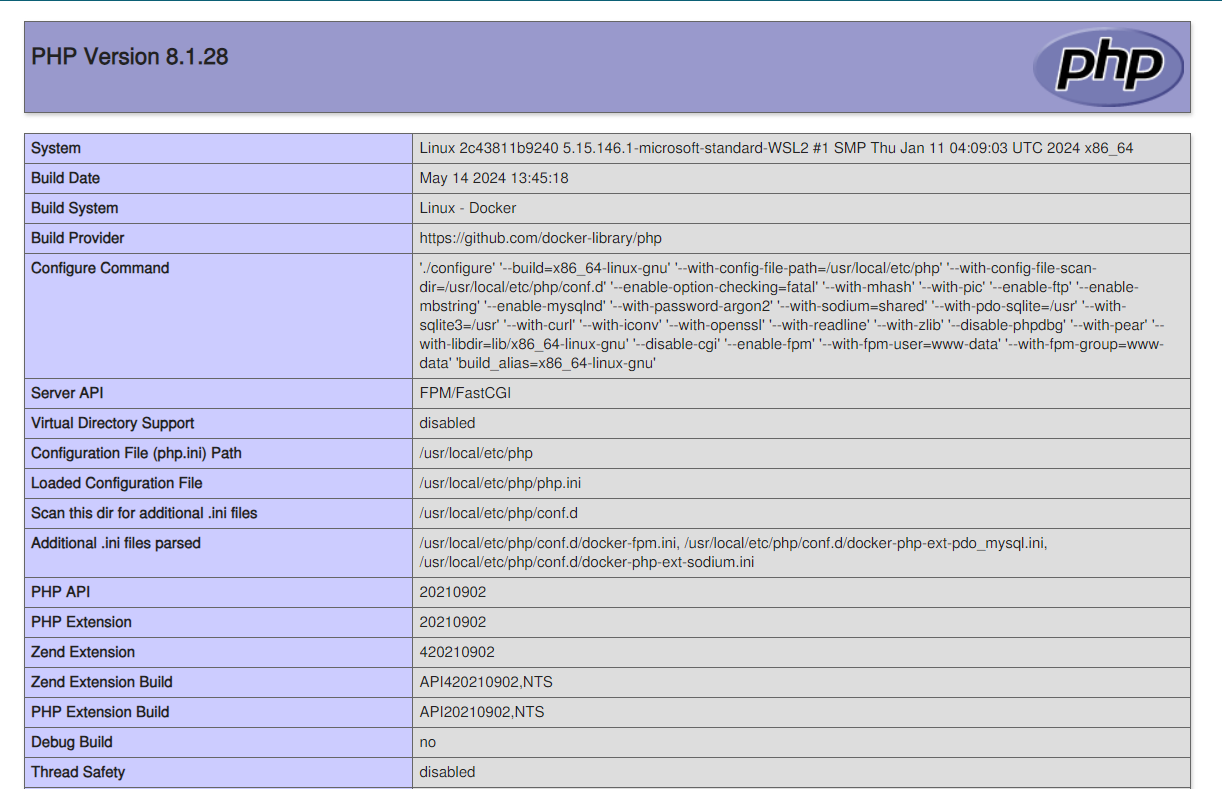 PHP Version 8.1.28
php
System
Linux 2c43811b9240 5.15.146.1-microsoft-standard-WSL2 #1 SMP Thu Jan 11 04:09:03 UTC 2024 x86_64
Build Date
May 14 2024 13:45:18
Build System
Linux - Docker
Build Provider
https://github.com/docker-library/php
Configure Command
'./configure' '--build=x86_64-linux-gnu' '--with-config-file-path=/usr/local/etc/php' '--with-config-file-scan-
dir=/usr/local/etc/php/conf.d' '--enable-option-checking=fatal' '--with-mhash' '--with-pic' '--enable-ftp' '--enable-
mbstring' '--enable-mysqlnd' '--with-password-argon2' '--with-sodium=shared' '--with-pdo-sqlite=/usr' '--with-
sqlite3=/usr' '--with-curl' '--with-iconv' '--with-openssl' '--with-readline' '--with-zlib' '--disable-phpdbg' '--with-pear' '--
with-libdir=lib/x86_64-linux-gnu' '--disable-cgi' '--enable-fpm' '--with-fpm-user=www-data' '--with-fpm-group=www-
data' 'build_alias=x86_64-linux-gnu'
Server API
FPM/FastCGI
Virtual Directory Support
disabled
Configuration File (php.ini) Path
/usr/local/etc/php
Loaded Configuration File
/usr/local/etc/php/php.ini
Scan this dir for additional .ini files
/usr/local/etc/php/conf.d
Additional .ini files parsed
/usr/local/etc/php/conf.d/docker-fpm.ini, /usr/local/etc/php/conf.d/docker-php-ext-pdo_mysql.ini,
/usr/local/etc/php/conf.d/docker-php-ext-sodium.ini
PHP API
20210902
PHP Extension
20210902
Zend Extension
420210902
Zend Extension Build
API420210902,NTS
PHP Extension Build
API20210902,NTS
Debug Build
no
Thread Safety
disabled